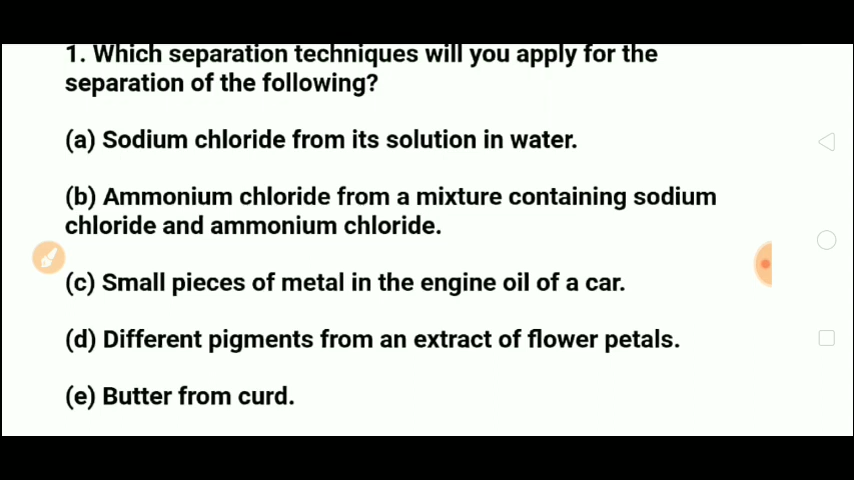 1. Which separation techniques will you apply for the
separation of the following?
(a) Sodium chloride from its solution in water.
(b) Ammonium chloride from a mixture containing sodium
chloride and ammonium chloride.
(c) Small pieces of metal in the engine oil of a car.
(d) Different pigments from an extract of flower petals.
(e) Butter from curd.